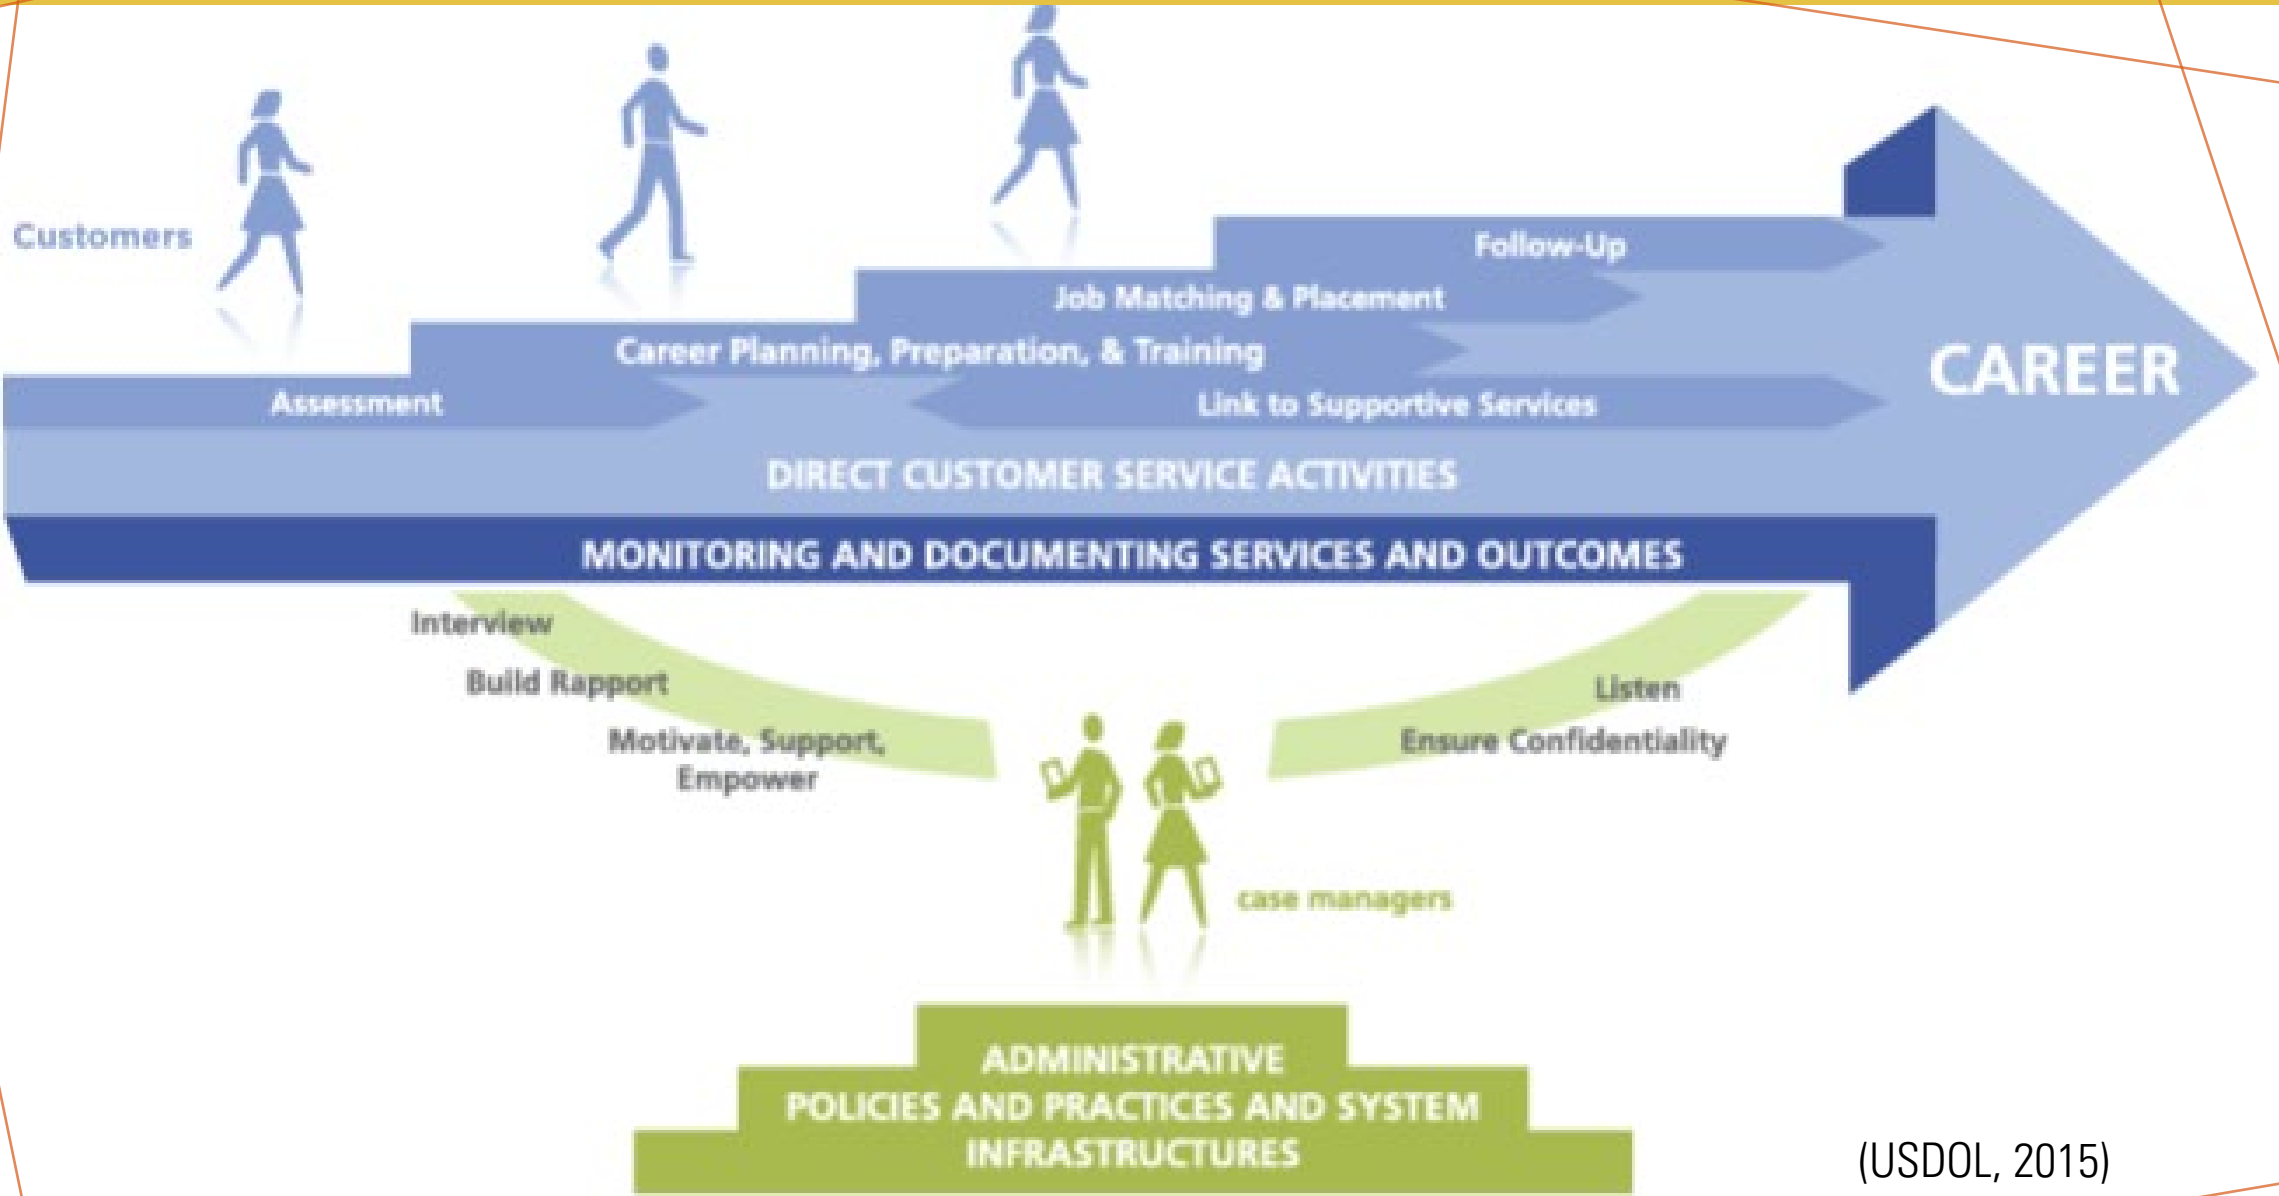 Customers
Follow-Up
Job Matching & Placement
Career Planning, Preparation, & Training
Assessment
Link to Supportive Services
CAREER
DIRECT CUSTOMER SERVICE ACTIVITIES
MONITORING AND DOCUMENTING SERVICES AND OUTCOMES
Interview
Build Rapport
Motivate, Support,
Empower
Listen
Ensure Confidentiality
case managers
ADMINISTRATIVE
POLICIES AND PRACTICES AND SYSTEM
INFRASTRUCTURES
(USDOL, 2015)